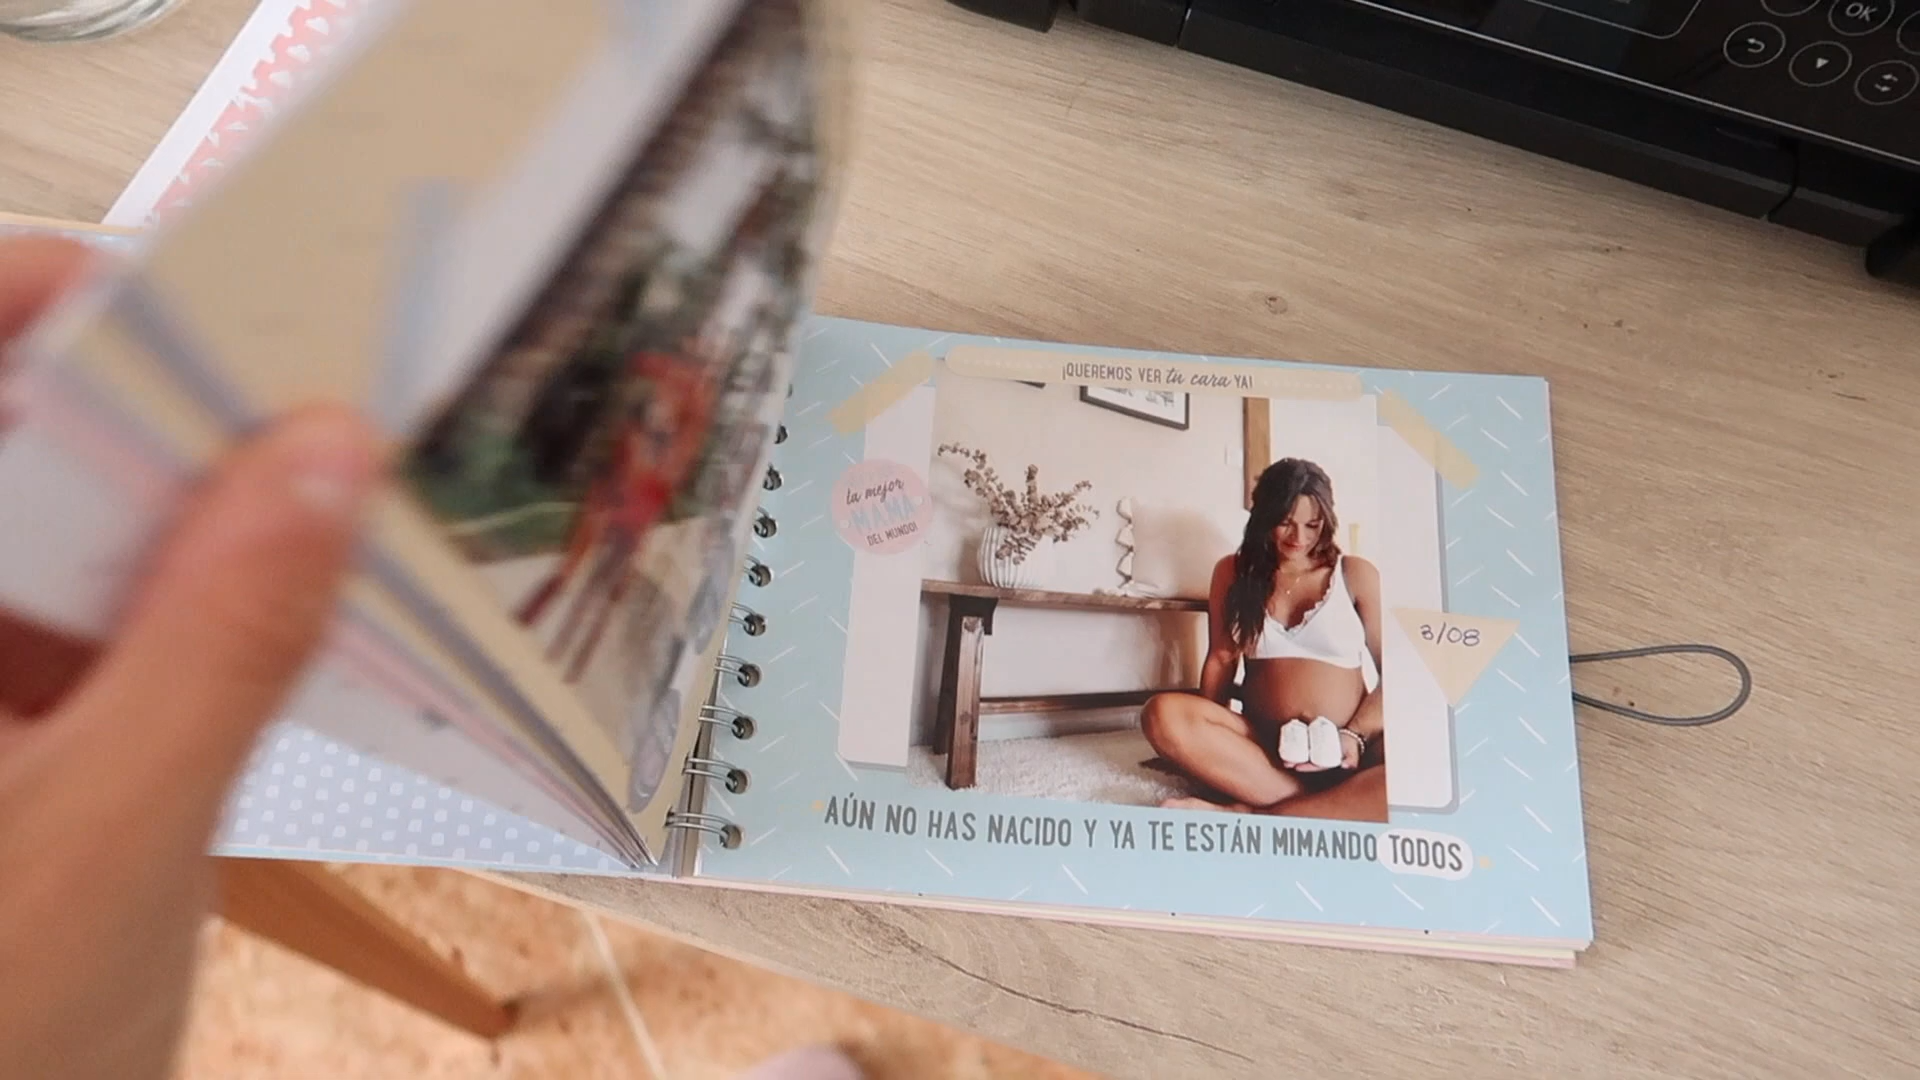 OK
¡QUEREMOS VER tu cara YA!
la mejor
MAMÁ
DEL MUNDO!
3/08
AÚN NO HAS NACIDO Y YA TE ESTÁN MIMANDO TODOS